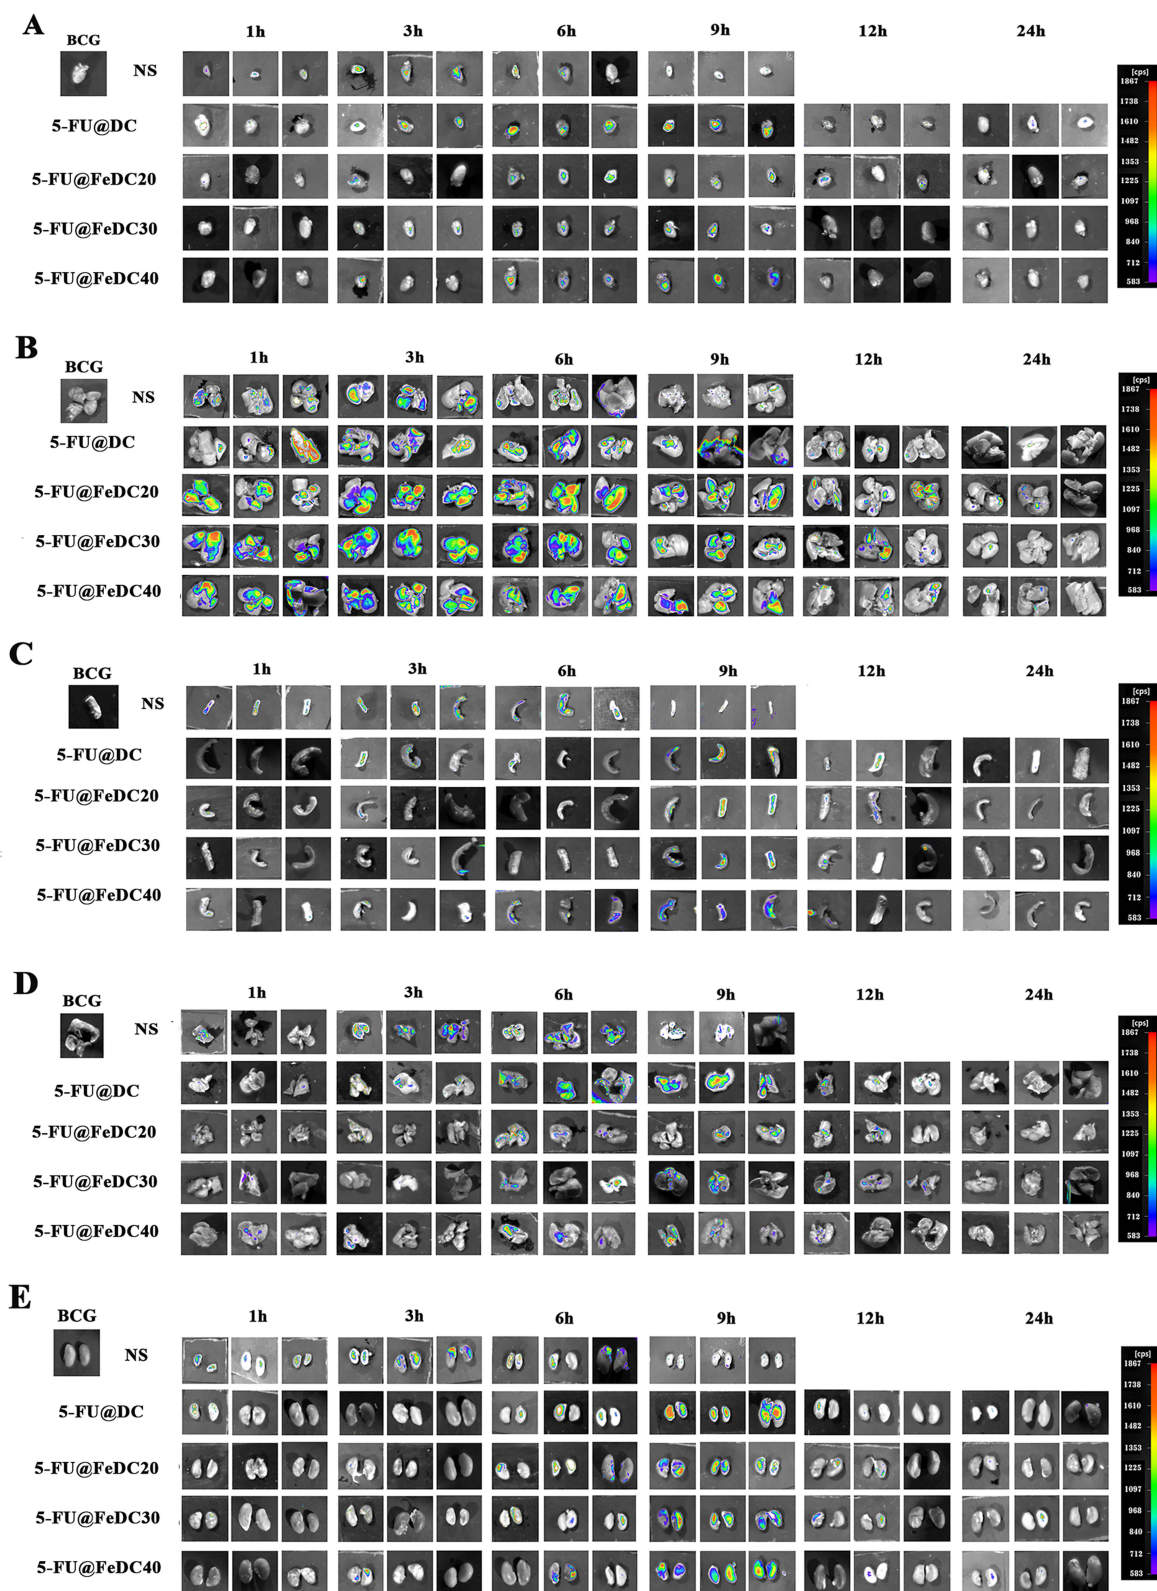 A
BCG
1h 3h 6h 9h 12h 24h
NS
5-FU@DC
5-FU@FeDC20
5-FU@FeDC30
5-FU@FeDC40
[cps]
1867
1738
1610
1482
1353
1225
1097
968
840
712
583
B
BCG
1h 3h 6h 9h 12h 24h
NS
5-FU@DC
5-FU@FeDC20
5-FU@FeDC30
5-FU@FeDC40
[cps]
1867
1738
1610
1482
1353
1225
1097
968
840
712
583
C
BCG
1h 3h 6h 9h 12h 24h
NS
5-FU@DC
5-FU@FeDC20
5-FU@FeDC30
5-FU@FeDC40
[cps]
1867
1738
1610
1482
1353
1225
1097
968
840
712
583
D
BCG
1h 3h 6h 9h 12h 24h
NS
5-FU@DC
5-FU@FeDC20
5-FU@FeDC30
5-FU@FeDC40
[cps]
1867
1738
1610
1482
1353
1225
1097
968
840
712
583
E
BCG
1h 3h 6h 9h 12h 24h
NS
5-FU@DC
5-FU@FeDC20
5-FU@FeDC30
5-FU@FeDC40
[cps]
1867
1738
1610
1482
1353
1225
1097
968
840
712
583